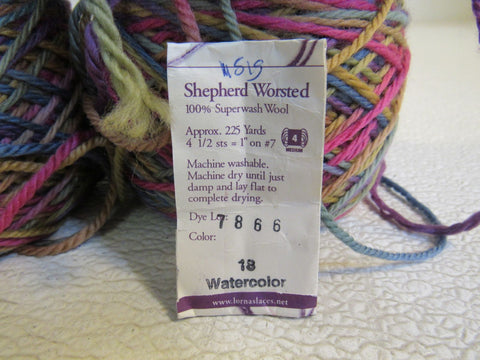 Shepherd Worsted
100% Superwash Wool
Approx. 225 Yards
4 1/2 sts = 1" on #7
4
MEDIUM
Machine washable.
Machine dry until just
damp and lay flat to
complete drying.
Dye Lot: 7866
Color:
18
Watercolor
www.lornaslaces.net